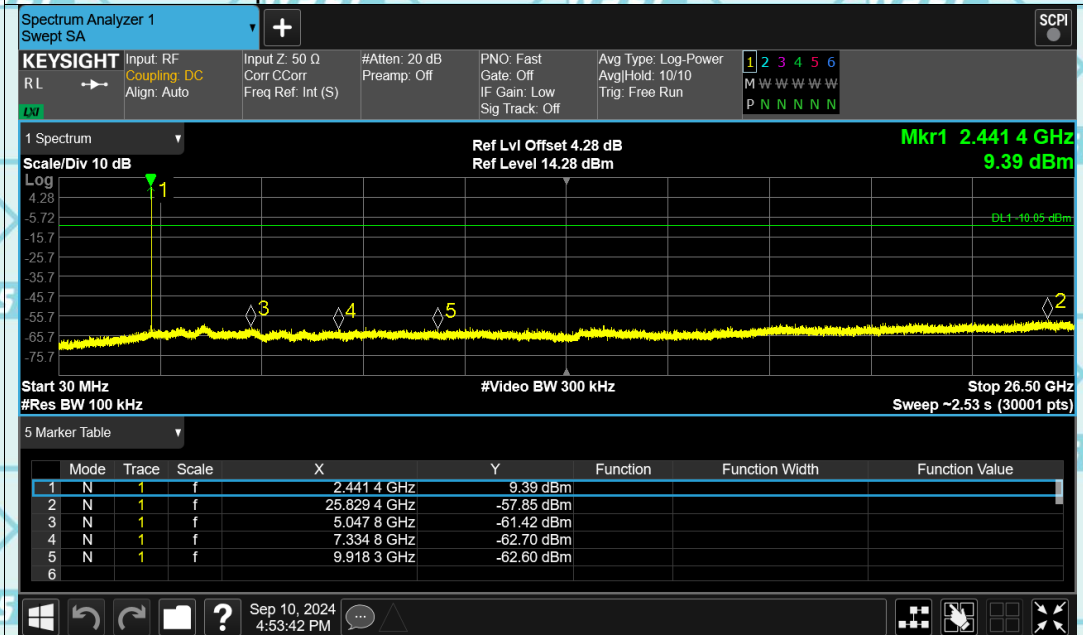 Spectrum Analyzer 1
Swept SA
+
SCPI
KEYSIGHT
RL
LXI
Input: RF
Coupling: DC
Align: Auto
Input Z: 50 Ω
Corr CCorr
Freq Ref: Int (S)
#Atten: 20 dB
Preamp: Off
PNO: Fast
Gate: Off
IF Gain: Low
Sig Track: Off
Avg Type: Log-Power
Avg|Hold: 10/10
Trig: Free Run
1 2 3 4 5 6
M W W W W W
P N N N N N
1 Spectrum
Scale/Div 10 dB
Ref Lvl Offset 4.28 dB
Ref Level 14.28 dBm
Mkr1 2.441 4 GHz
9.39 dBm
Log
4.28
-5.72
-15.7
-25.7
-35.7
-45.7
-55.7
-65.7
-75.7
1
DL1 -10.05 dBm
3
4
5
2
Start 30 MHz
#Video BW 300 kHz
Stop 26.50 GHz
#Res BW 100 kHz
Sweep ~2.53 s (30001 pts)
5 Marker Table
Mode Trace Scale X Y Function Function Width Function Value
1 N 1 f 2.441 4 GHz 9.39 dBm
2 N 1 f 25.829 4 GHz -57.85 dBm
3 N 1 f 5.047 8 GHz -61.42 dBm
4 N 1 f 7.334 8 GHz -62.70 dBm
5 N 1 f 9.918 3 GHz -62.60 dBm
6
?
Sep 10, 2024
4:53:42 PM